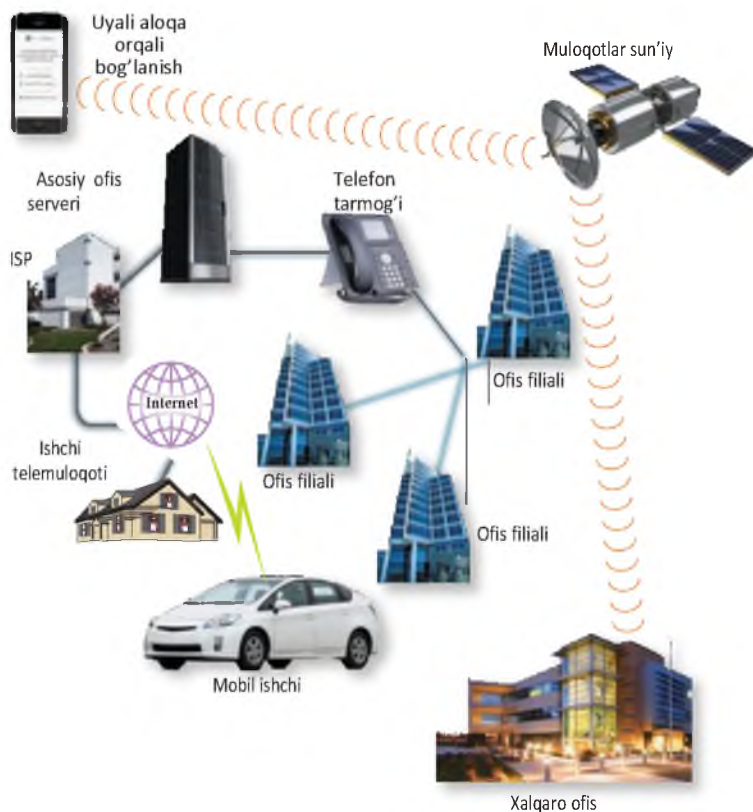 Uyali aloqa
orqali
bog'lanish
Muloqotlar sun'iy
Asosiy ofis
serveri
Telefon
tarmog'i
ISP
Ofis filiali
Internet
Ishchi
telemuloqoti
Ofis filiali
Ofis filiali
Mobil ishchi
Xalqaro ofis